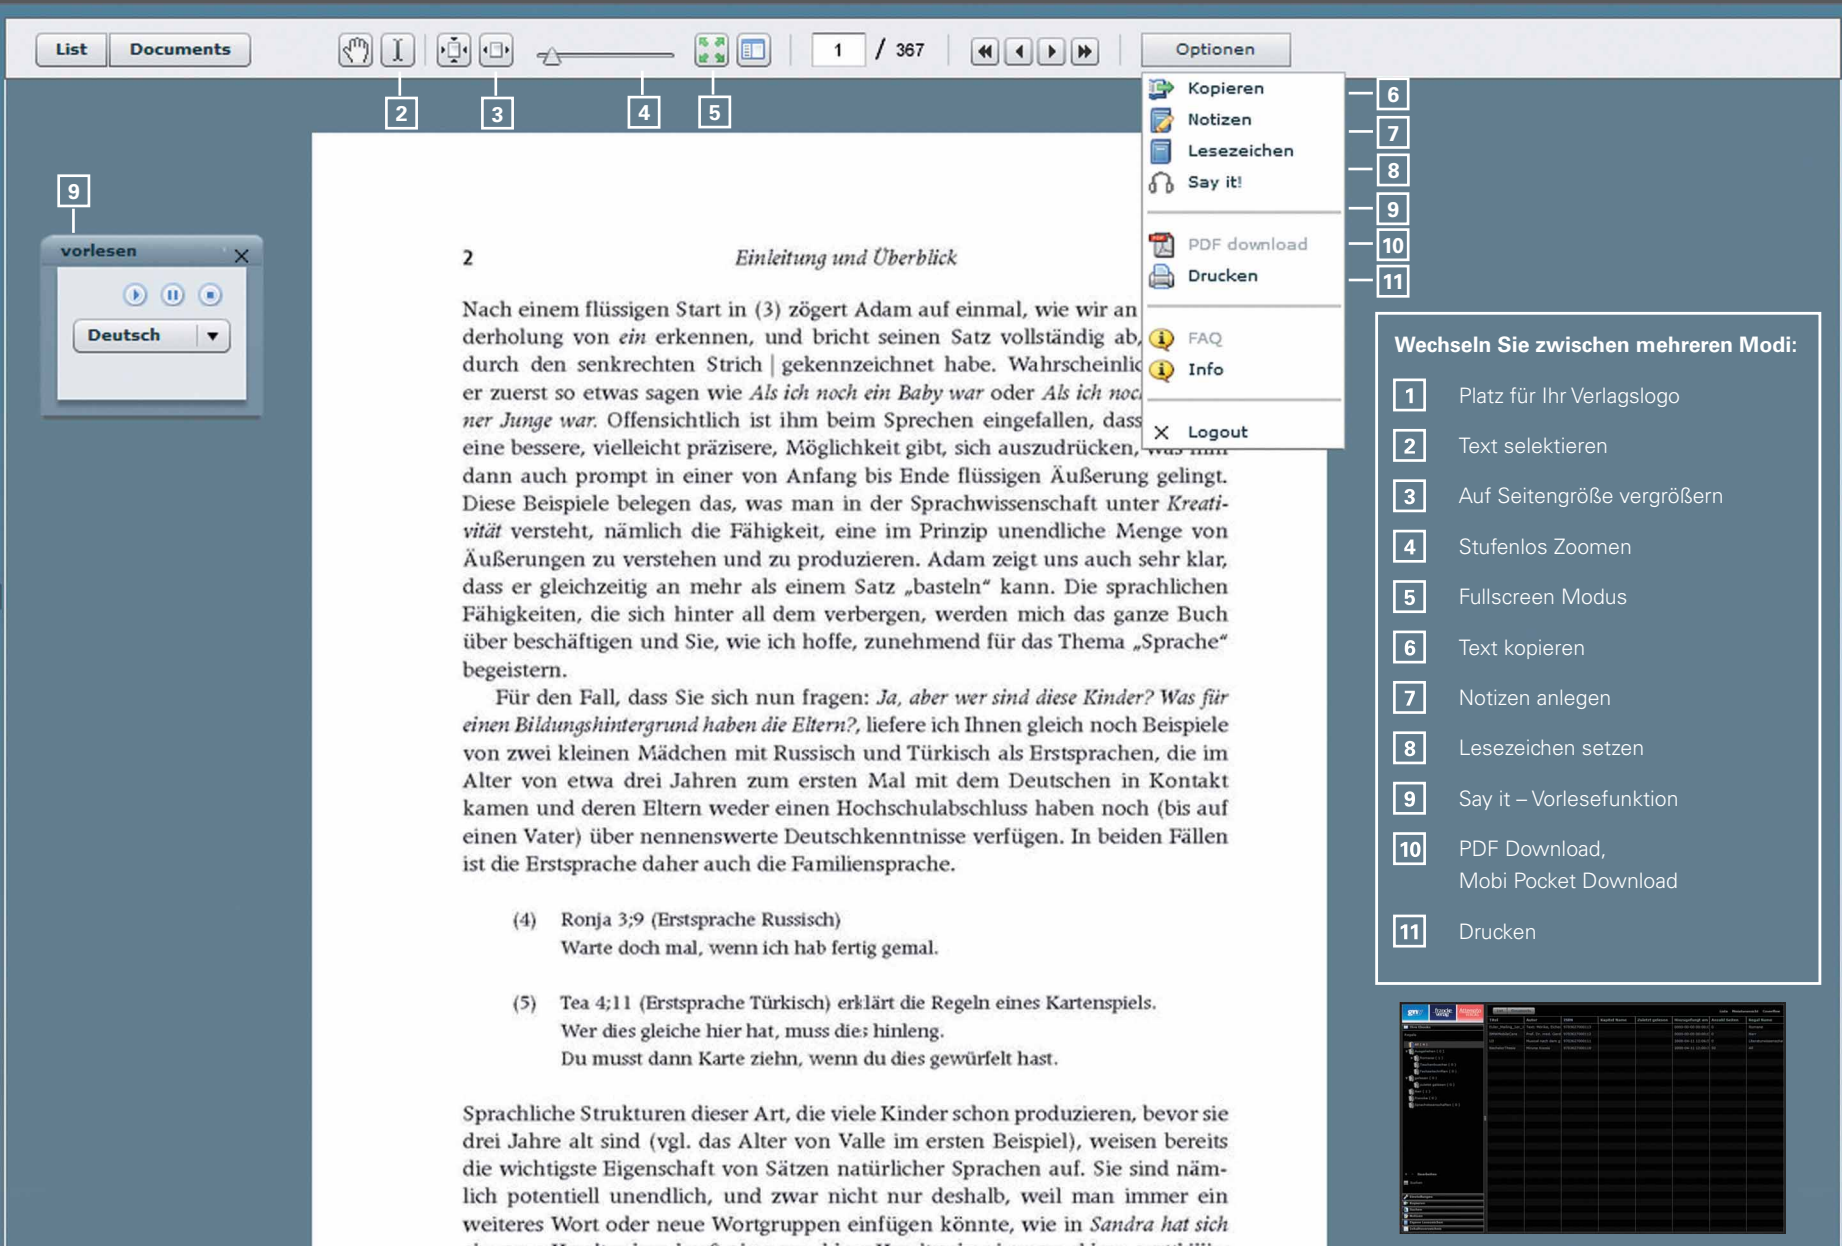 List Documents 1 / 367 Optionen
2 3 4 5
Kopieren 6
Notizen 7
Lesezeichen 8
Say it! 9
PDF download 10
Drucken 11
FAQ
Info
Logout
9
vorlesen
Deutsch
2 Einleitung und Überblick
Nach einem flüssigen Start in (3) zögert Adam auf einmal, wie wir an
derholung von ein erkennen, und bricht seinen Satz vollständig ab,
durch den senkrechten Strich | gekennzeichnet habe. Wahrscheinlic
er zuerst so etwas sagen wie Als ich noch ein Baby war oder Als ich noc
ner Junge war. Offensichtlich ist ihm beim Sprechen eingefallen, dass
eine bessere, vielleicht präzisere, Möglichkeit gibt, sich auszudrücken, was ihm
dann auch prompt in einer von Anfang bis Ende flüssigen Äußerung gelingt.
Diese Beispiele belegen das, was man in der Sprachwissenschaft unter Kreati-
vität versteht, nämlich die Fähigkeit, eine im Prinzip unendliche Menge von
Äußerungen zu verstehen und zu produzieren. Adam zeigt uns auch sehr klar,
dass er gleichzeitig an mehr als einem Satz „basteln“ kann. Die sprachlichen
Fähigkeiten, die sich hinter all dem verbergen, werden mich das ganze Buch
über beschäftigen und Sie, wie ich hoffe, zunehmend für das Thema „Sprache“
begeistern.
Für den Fall, dass Sie sich nun fragen: Ja, aber wer sind diese Kinder? Was für
einen Bildungshintergrund haben die Eltern?, liefere ich Ihnen gleich noch Beispiele
von zwei kleinen Mädchen mit Russisch und Türkisch als Erstsprachen, die im
Alter von etwa drei Jahren zum ersten Mal mit dem Deutschen in Kontakt
kamen und deren Eltern weder einen Hochschulabschluss haben noch (bis auf
einen Vater) über nennenswerte Deutschkenntnisse verfügen. In beiden Fällen
ist die Erstsprache daher auch die Familiensprache.
(4) Ronja 3;9 (Erstsprache Russisch)
Warte doch mal, wenn ich hab fertig gemal.
(5) Tea 4;11 (Erstsprache Türkisch) erklärt die Regeln eines Kartenspiels.
Wer dies gleiche hier hat, muss dies hinleng.
Du musst dann Karte ziehn, wenn du dies gewürfelt hast.
Sprachliche Strukturen dieser Art, die viele Kinder schon produzieren, bevor sie
drei Jahre alt sind (vgl. das Alter von Valle im ersten Beispiel), weisen bereits
die wichtigste Eigenschaft von Sätzen natürlicher Sprachen auf. Sie sind näm-
lich potentiell unendlich, und zwar nicht nur deshalb, weil man immer ein
weiteres Wort oder neue Wortgruppen einfügen könnte, wie in Sandra hat sich
Wechseln Sie zwischen mehreren Modi:
1 Platz für Ihr Verlagslogo
2 Text selektieren
3 Auf Seitengröße vergrößern
4 Stufenlos Zoomen
5 Fullscreen Modus
6 Text kopieren
7 Notizen anlegen
8 Lesezeichen setzen
9 Say it – Vorlesefunktion
10 PDF Download,
Mobi Pocket Download
11 Drucken